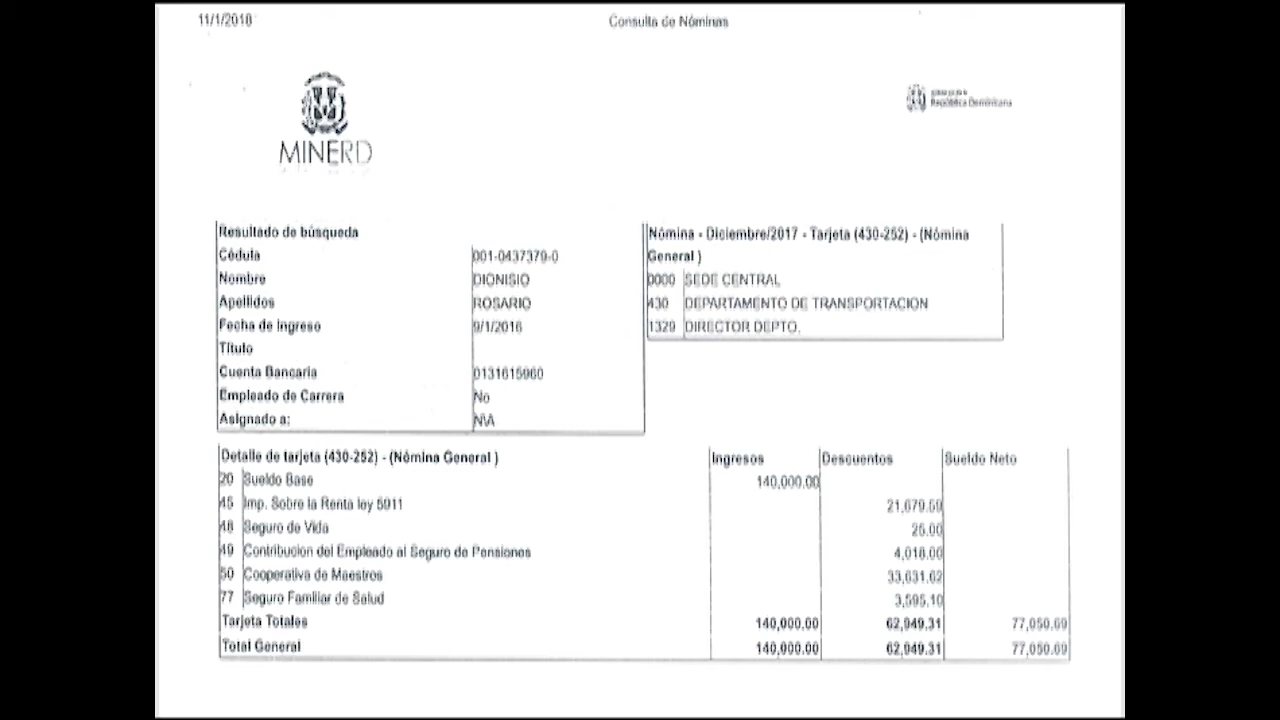 11/1/2018
Consulta de Nóminas
MINERD
República Dominicana
Resultado de búsqueda
Cédula 001-0437379-0
Nombre DIONISIO
Apellidos ROSARIO
Fecha de ingreso 9/1/2016
Título
Cuenta Bancaria 0131615960
Empleado de Carrera No
Asignado a: N\A
Nómina - Diciembre/2017 - Tarjeta (430-252) - (Nómina
General )
0000 SEDE CENTRAL
430 DEPARTAMENTO DE TRANSPORTACION
1329 DIRECTOR DEPTO.
Detalle de tarjeta (430-252) - (Nómina General ) Ingresos Descuentos Sueldo Neto
20 Sueldo Base 140,000.00
45 Imp. Sobre la Renta ley 5911 21,679.59
48 Seguro de Vida 25.00
49 Contribucion del Empleado al Seguro de Pensiones 4,018.00
50 Cooperativa de Maestros 33,631.62
77 Seguro Familiar de Salud 3,595.10
Tarjeta Totales 140,000.00 62,949.31 77,050.69
Total General 140,000.00 62,949.31 77,050.69